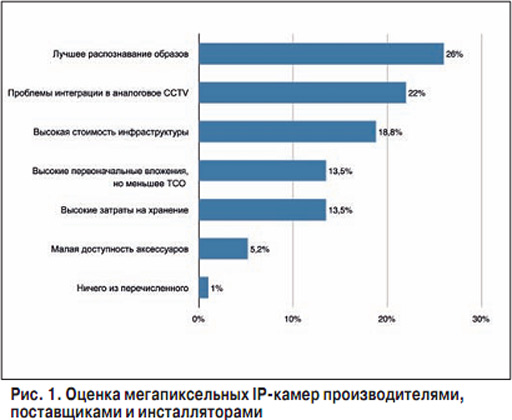 Лучшее распознавание образов
26%
Проблемы интеграции в аналоговое CCTV
22%
Высокая стоимость инфраструктуры
18,8%
Высокие первоначальные вложения,
но меньшее TCO
13,5%
Высокие затраты на хранение
13,5%
Малая доступность аксессуаров
5,2%
Ничего из перечисленного
1%
0%
10%
20%
30%
Рис. 1. Оценка мегапиксельных IP-камер производителями,
поставщиками и инсталляторами